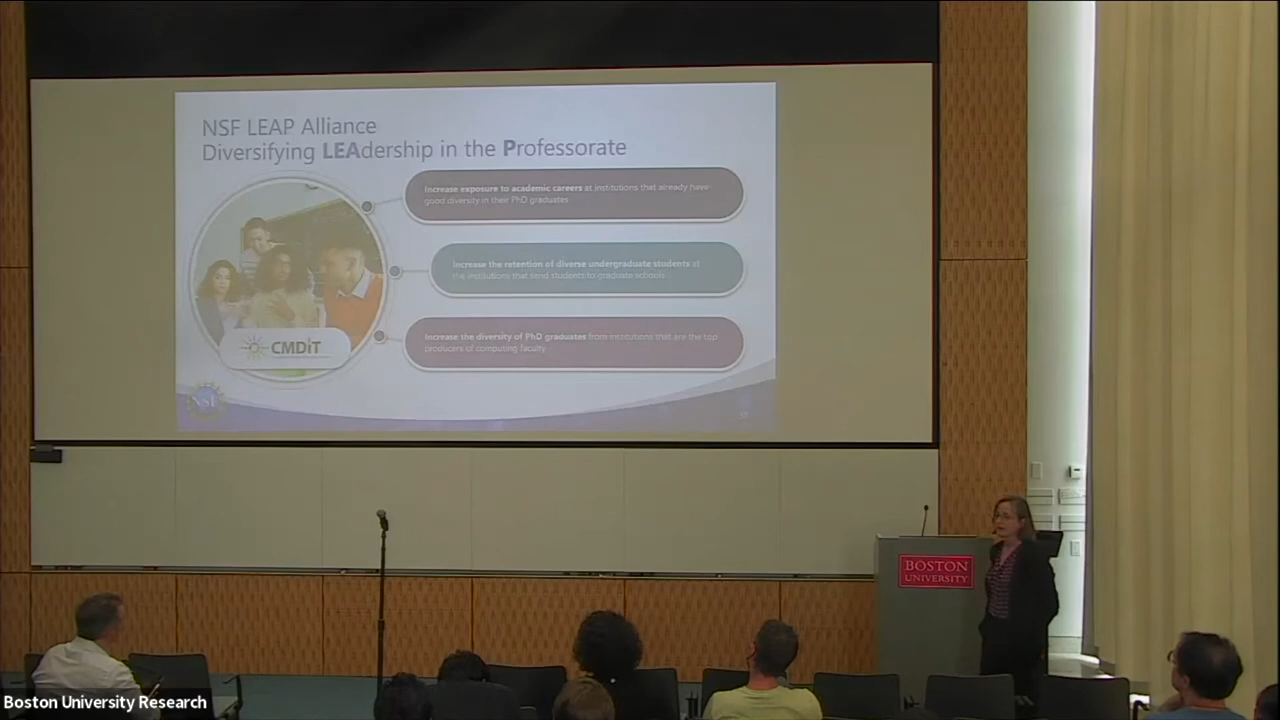 NSF LEAP Alliance
Diversifying LEAdership in the Professorate
Increase exposure to academic careers at institutions that already have
good diversity in their PhD graduates
Increase the retention of diverse undergraduate students at
the institutions that send students to graduate schools
Increase the diversity of PhD graduates from institutions that are the top
producers of computing faculty
CMDiT
NSF
BOSTON
UNIVERSITY
Boston University Research